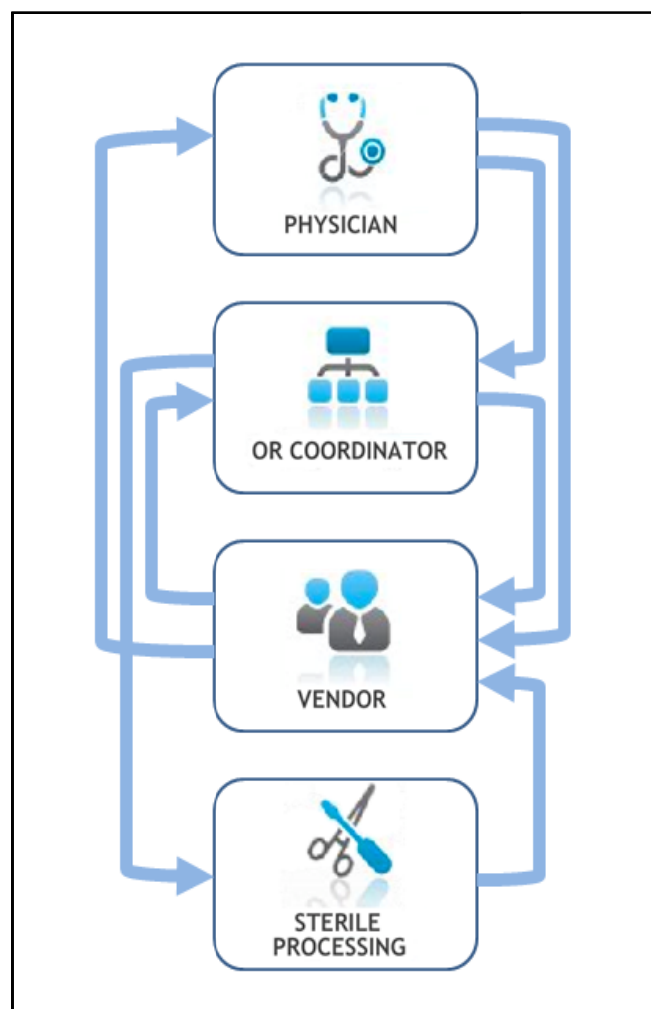 PHYSICIAN
OR COORDINATOR
VENDOR
STERILE
PROCESSING